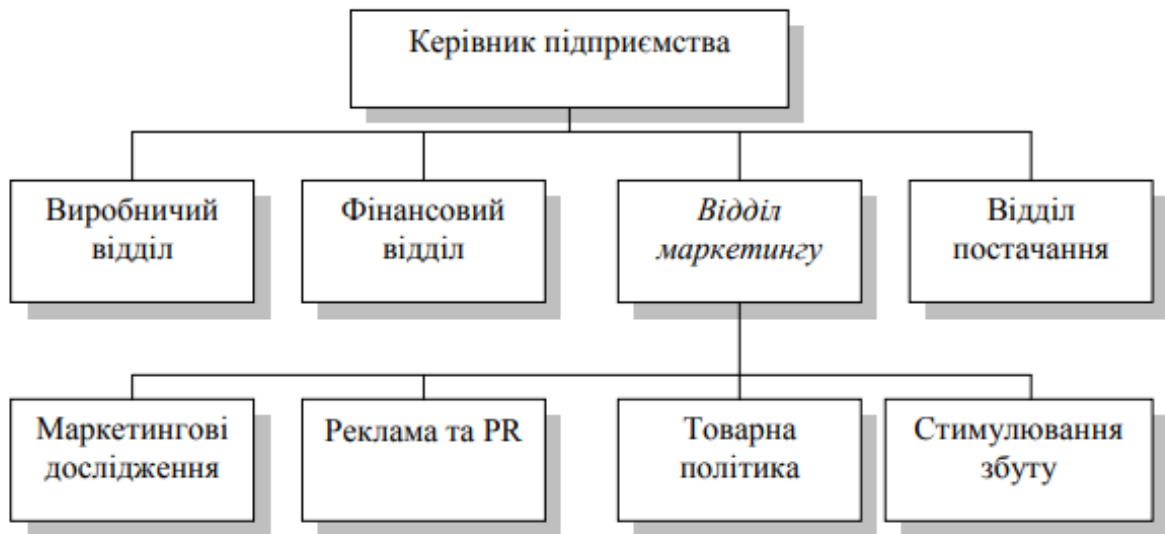 Керівник підприємства
Виробничий
відділ
Фінансовий
відділ
Відділ
маркетингу
Відділ
постачання
Маркетингові
дослідження
Реклама та PR
Товарна
політика
Стимулювання
збуту